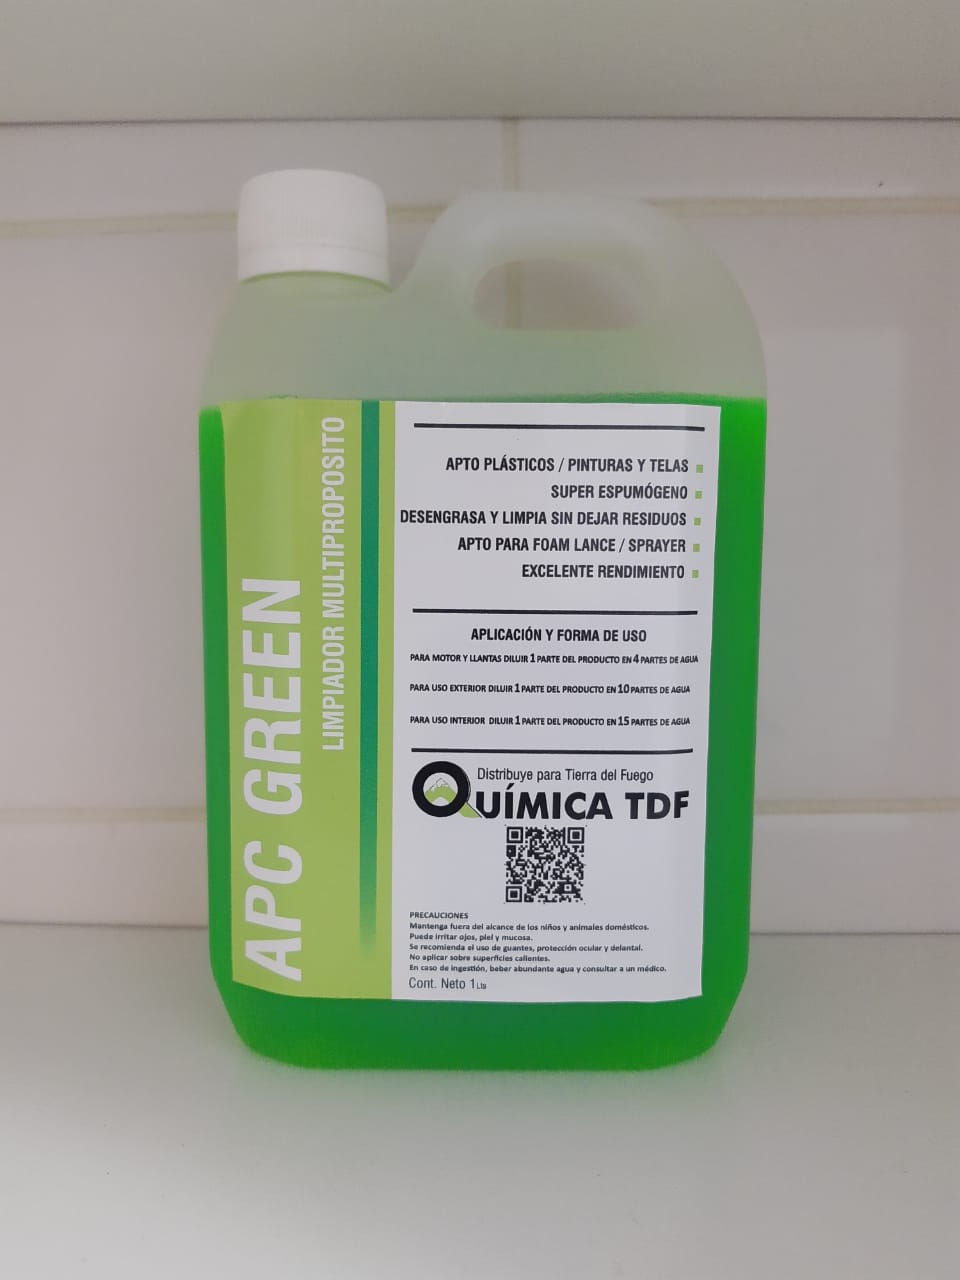 APC GREEN
LIMPIADOR MULTIPROPOSITO
APTO PLÁSTICOS / PINTURAS Y TELAS
SUPER ESPUMÓGENO
DESENGRASA Y LIMPIA SIN DEJAR RESIDUOS
APTO PARA FOAM LANCE / SPRAYER
EXCELENTE RENDIMIENTO
APLICACIÓN Y FORMA DE USO
PARA MOTOR Y LLANTAS DILUIR 1 PARTE DEL PRODUCTO EN 4 PARTES DE AGUA
PARA USO EXTERIOR DILUIR 1 PARTE DEL PRODUCTO EN 10 PARTES DE AGUA
PARA USO INTERIOR DILUIR 1 PARTE DEL PRODUCTO EN 15 PARTES DE AGUA
Distribuye para Tierra del Fuego
QUÍMICA TDF
PRECAUCIONES
Mantenga fuera del alcance de los niños y animales domésticos.
Puede irritar ojos, piel y mucosa.
Se recomienda el uso de guantes, protección ocular y delantal.
No aplicar sobre superficies calientes.
En caso de ingestión, beber abundante agua y consultar a un médico.
Cont. Neto 1 Lts